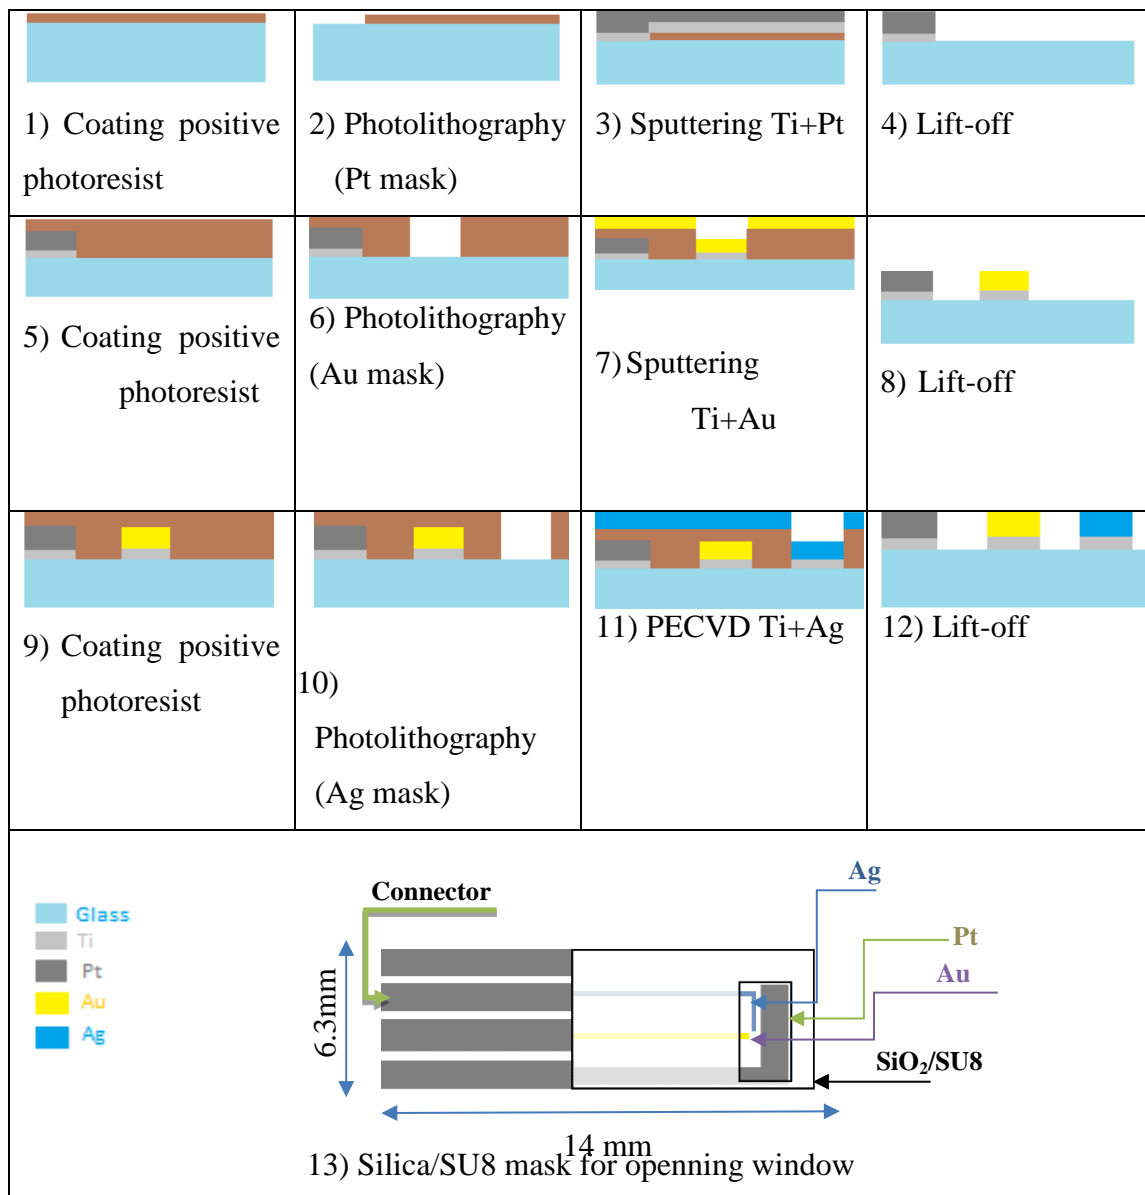 1) Coating positive
photoresist
2) Photolithography
(Pt mask)
3) Sputtering Ti+Pt
4) Lift-off
5) Coating positive
photoresist
6) Photolithography
(Au mask)
7) Sputtering
Ti+Au
8) Lift-off
9) Coating positive
photoresist
10)
Photolithography
(Ag mask)
11) PECVD Ti+Ag
12) Lift-off
Glass
Ti
Pt
Au
Ag
Connector
6.3mm
Ag
Pt
Au
SiO₂/SU8
14 mm
13) Silica/SU8 mask for openning window